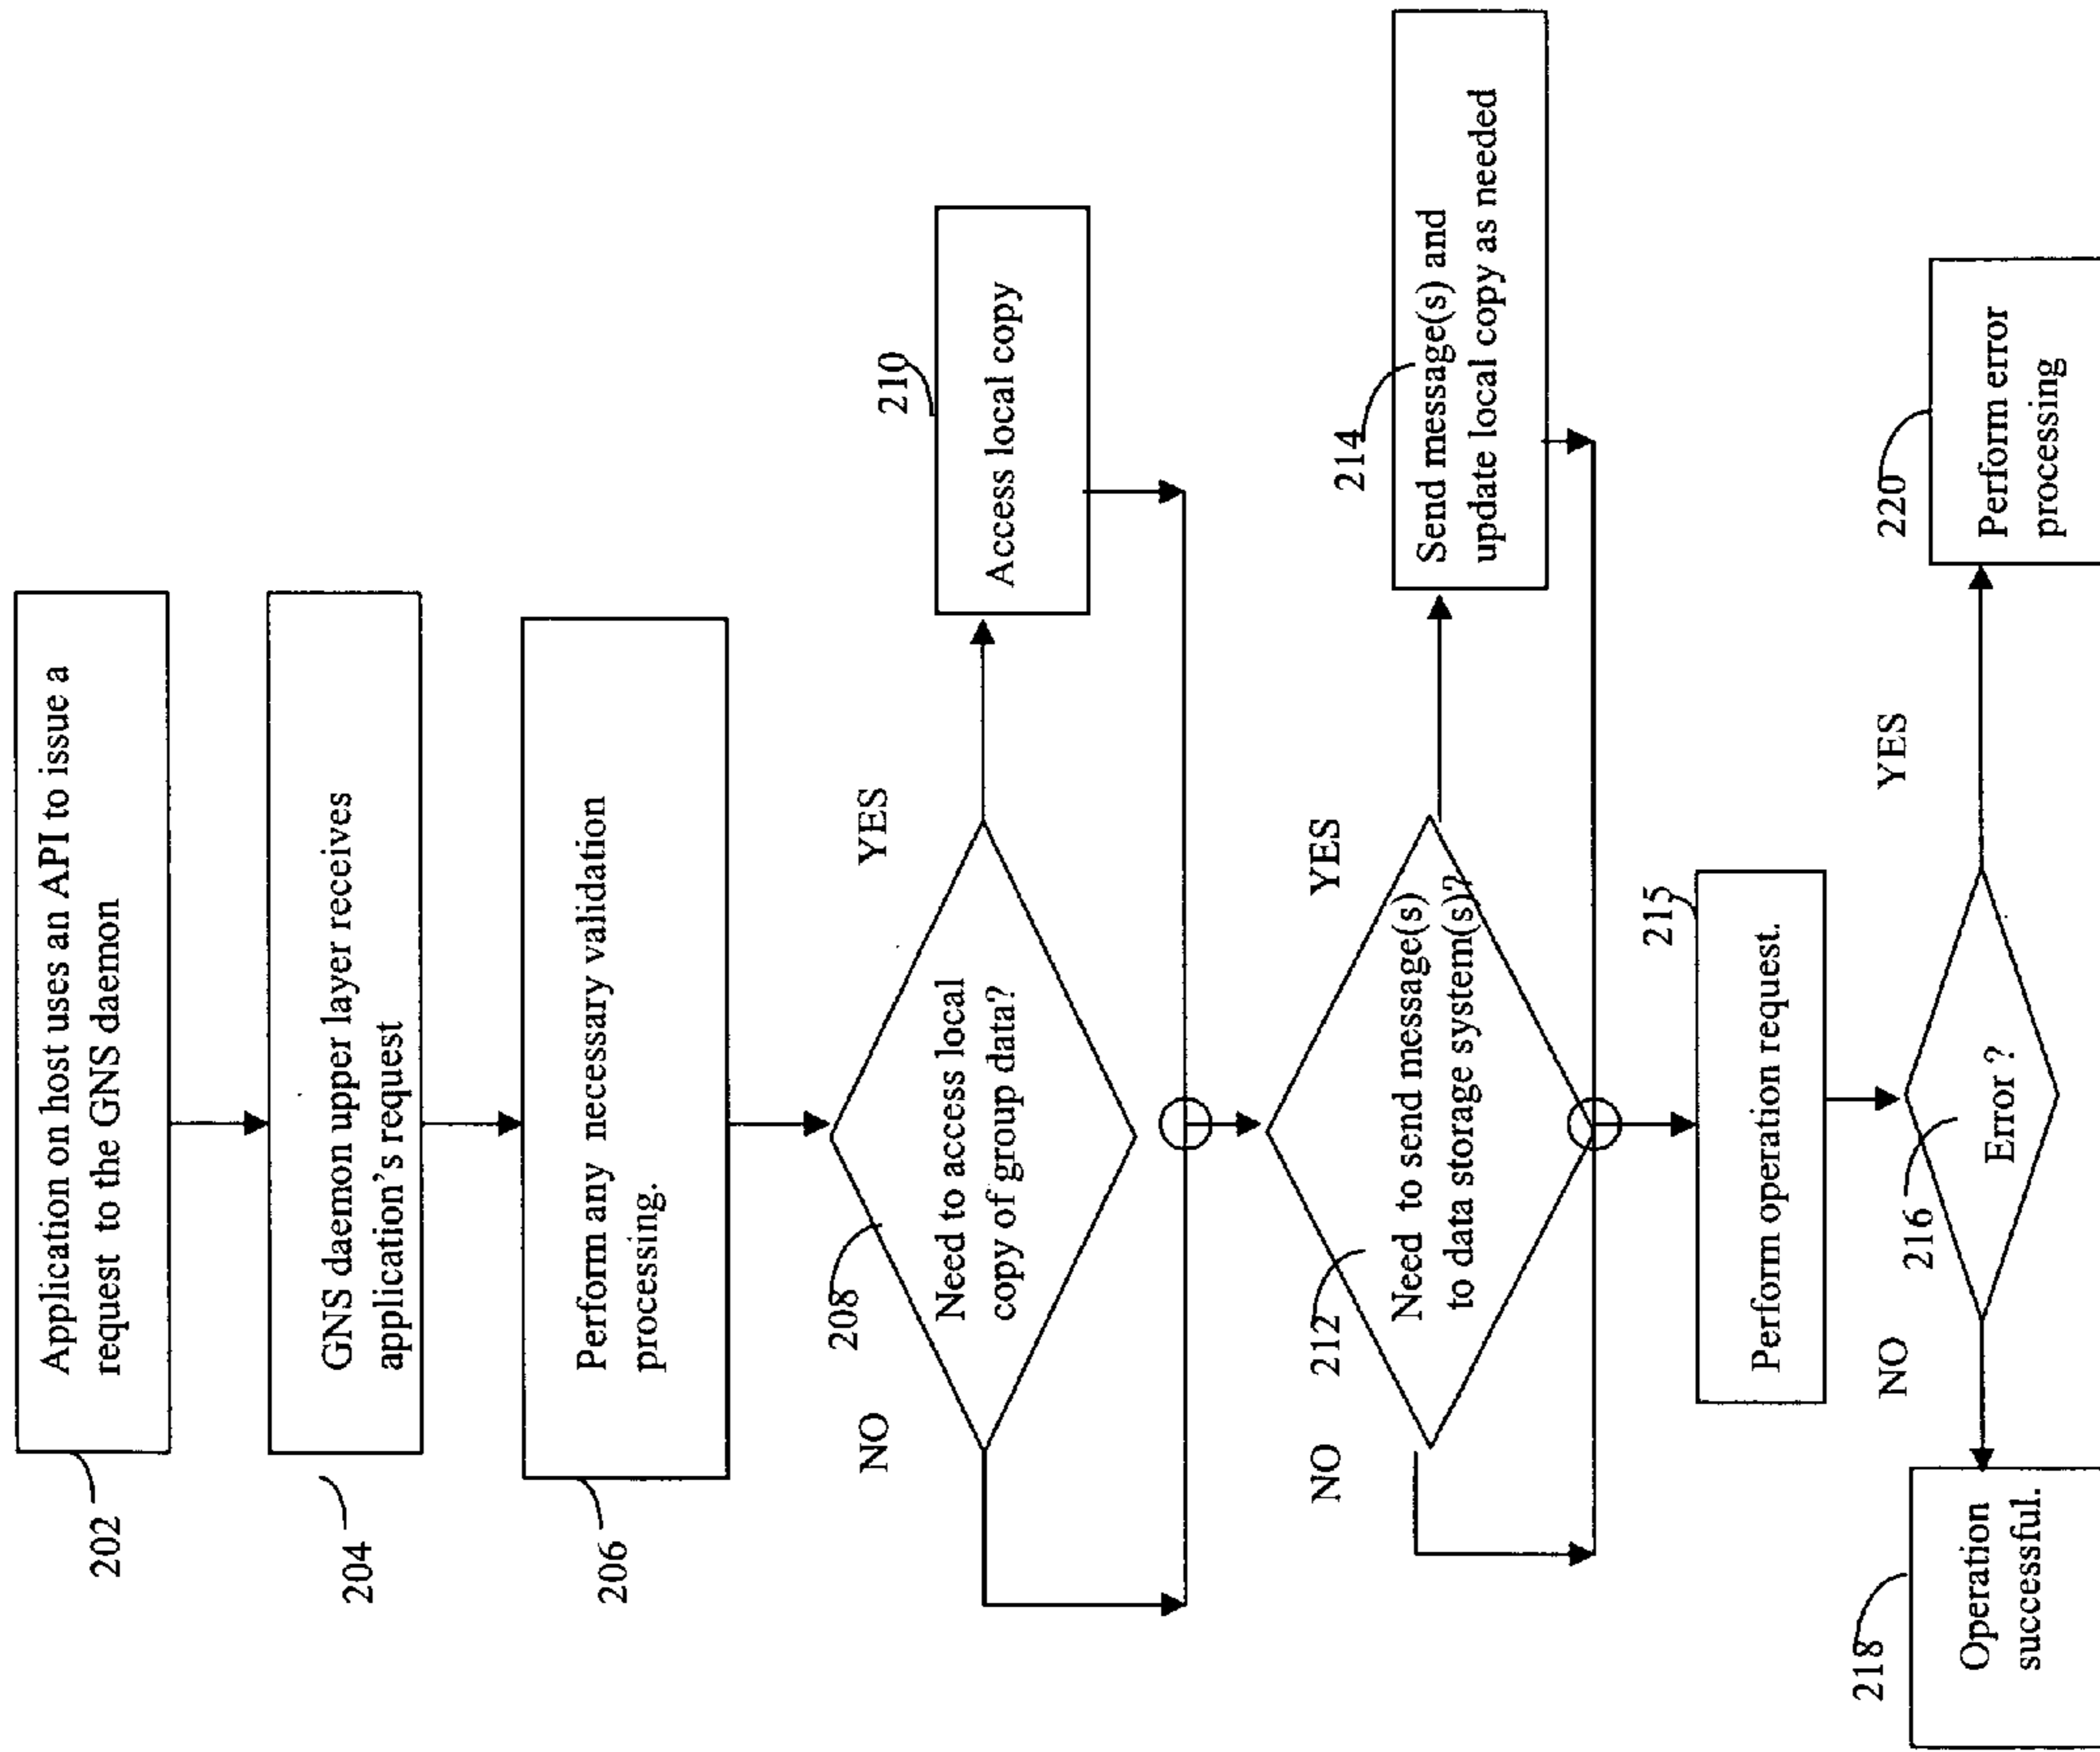 Application on host uses an API to issue a
request to the GNS daemon
202
GNS daemon upper layer receives
application's request
204
Perform any necessary validation
processing.
206
208
Need to access local
copy of group data?
NO
YES
210
Access local copy
212
Need to send message(s)
to data storage system(s)?
NO
YES
214
Send message(s) and
update local copy as needed
215
Perform operation request.
216
Error ?
NO
YES
218
Operation
successful.
220
Perform error
processing